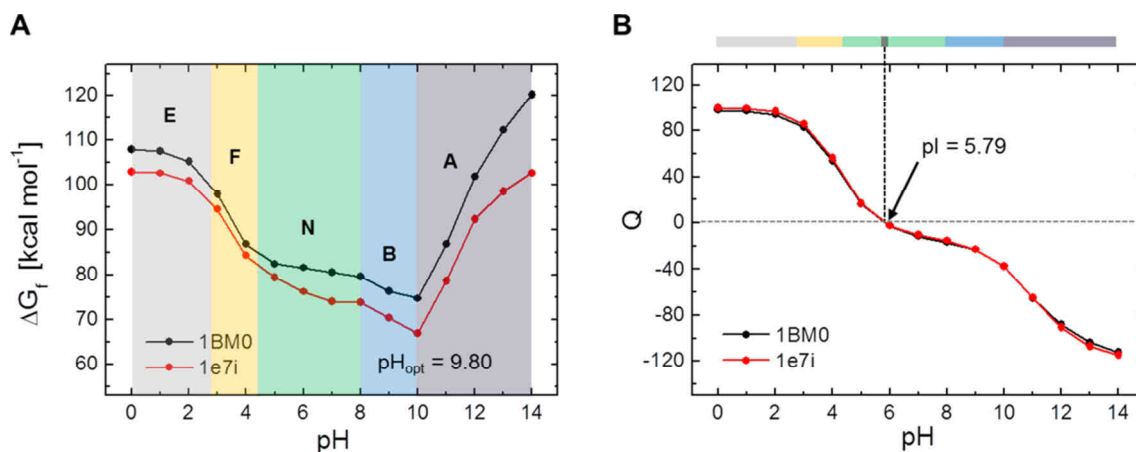 A
ΔG_f [kcal mol⁻¹]
120
110
100
90
80
70
60
E
F
N
B
A
1BM0
1e7i
pH_opt = 9.80
0 2 4 6 8 10 12 14
pH
B
Q
120
80
40
0
-40
-80
-120
pI = 5.79
1BM0
1e7i
0 2 4 6 8 10 12 14
pH